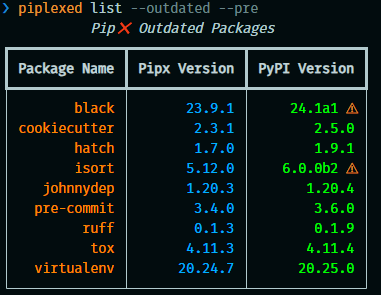 ❯ piplexed list --outdated --pre
Pip❌ Outdated Packages
Package Name Pipx Version PyPI Version
black 23.9.1 24.1a1 ⚠
cookiecutter 2.3.1 2.5.0
hatch 1.7.0 1.9.1
isort 5.12.0 6.0.0b2 ⚠
johnnydep 1.20.3 1.20.4
pre-commit 3.4.0 3.6.0
ruff 0.1.3 0.1.9
tox 4.11.3 4.11.4
virtualenv 20.24.7 20.25.0